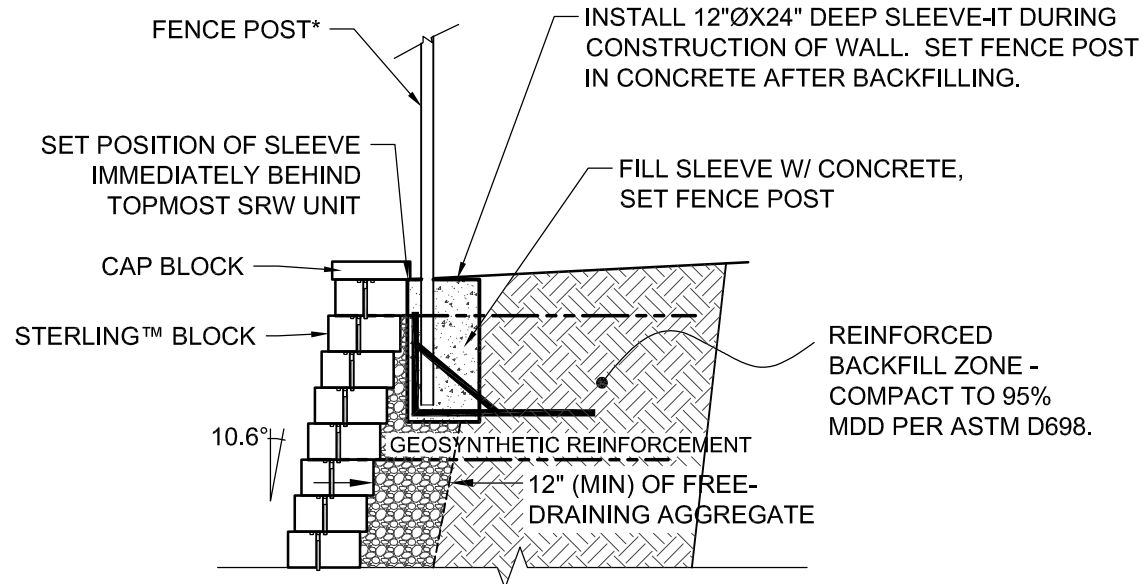 FENCE POST*
INSTALL 12"ØX24" DEEP SLEEVE-IT DURING
CONSTRUCTION OF WALL. SET FENCE POST
IN CONCRETE AFTER BACKFILLING.
SET POSITION OF SLEEVE
IMMEDIATELY BEHIND
TOPMOST SRW UNIT
FILL SLEEVE W/ CONCRETE,
SET FENCE POST
CAP BLOCK
STERLING™ BLOCK
REINFORCED
BACKFILL ZONE -
COMPACT TO 95%
MDD PER ASTM D698.
10.6°
GEOSYNTHETIC REINFORCEMENT
12" (MIN) OF FREE-
DRAINING AGGREGATE